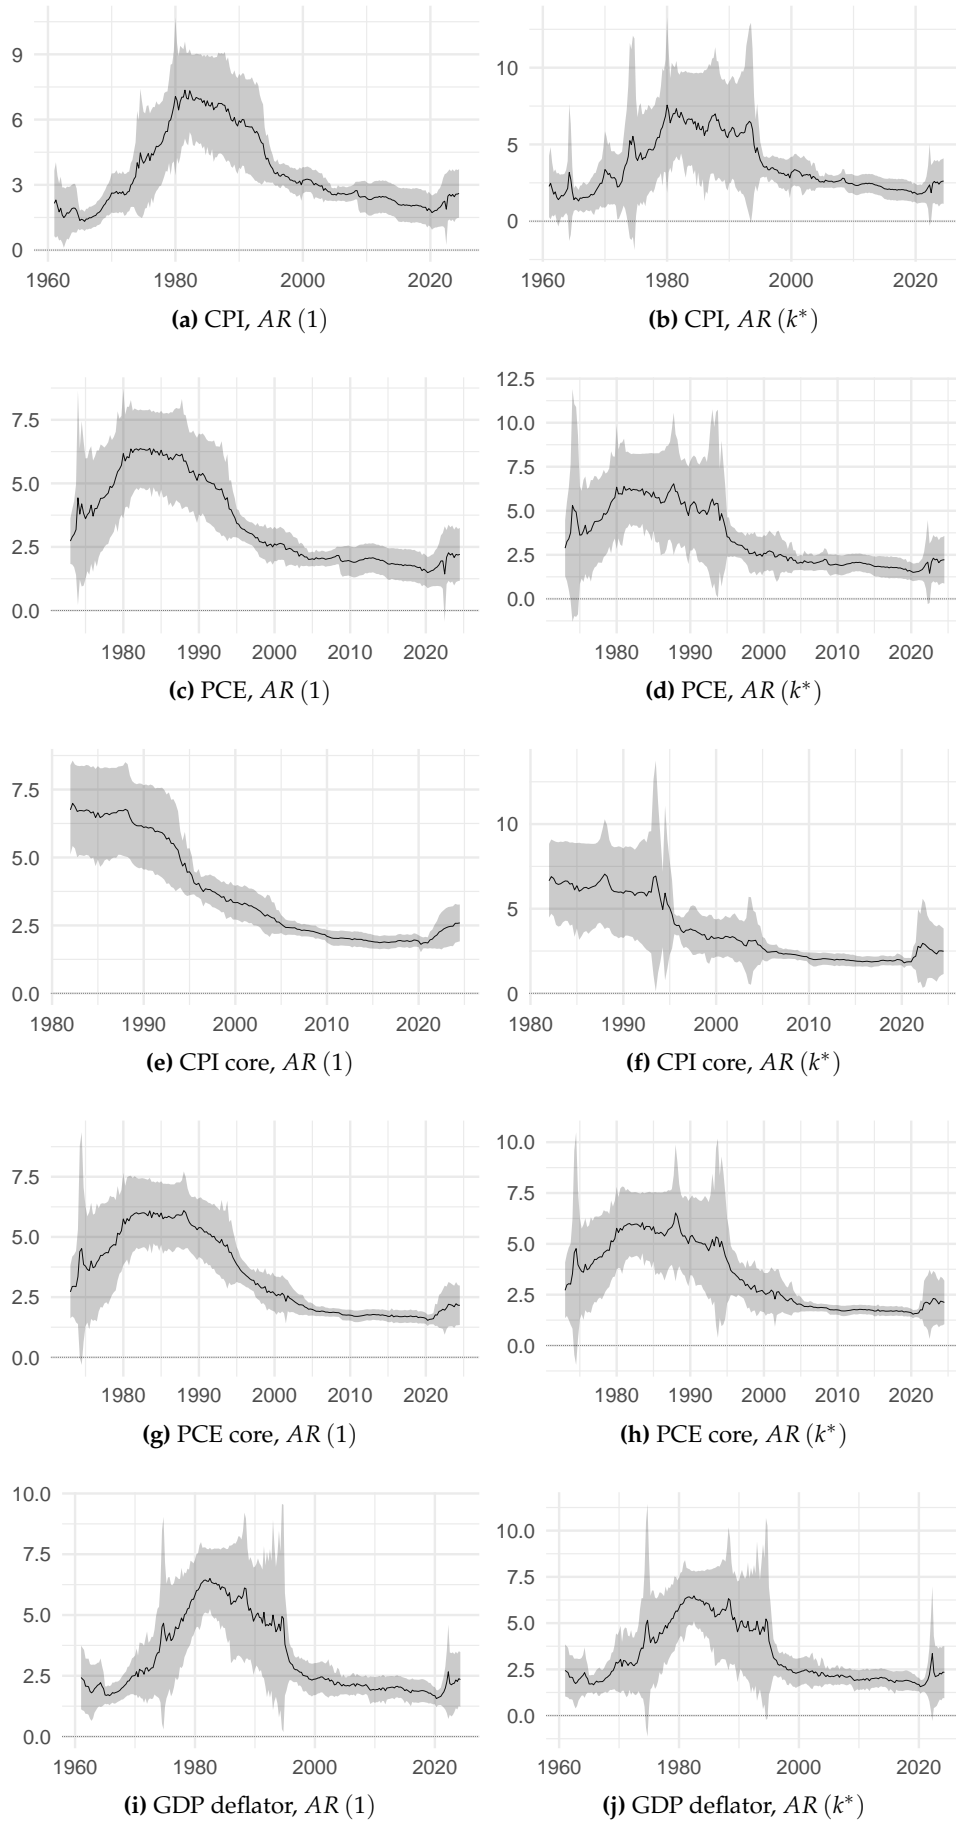 9
6
3
0
1960 1980 2000 2020
(a) CPI, AR (1)
10
5
0
1960 1980 2000 2020
(b) CPI, AR (k*)
7.5
5.0
2.5
0.0
1980 1990 2000 2010 2020
(c) PCE, AR (1)
12.5
10.0
7.5
5.0
2.5
0.0
1980 1990 2000 2010 2020
(d) PCE, AR (k*)
7.5
5.0
2.5
0.0
1980 1990 2000 2010 2020
(e) CPI core, AR (1)
10
5
0
1980 1990 2000 2010 2020
(f) CPI core, AR (k*)
7.5
5.0
2.5
0.0
1980 1990 2000 2010 2020
(g) PCE core, AR (1)
10.0
7.5
5.0
2.5
0.0
1980 1990 2000 2010 2020
(h) PCE core, AR (k*)
10.0
7.5
5.0
2.5
0.0
1960 1980 2000 2020
(i) GDP deflator, AR (1)
10.0
7.5
5.0
2.5
0.0
1960 1980 2000 2020
(j) GDP deflator, AR (k*)